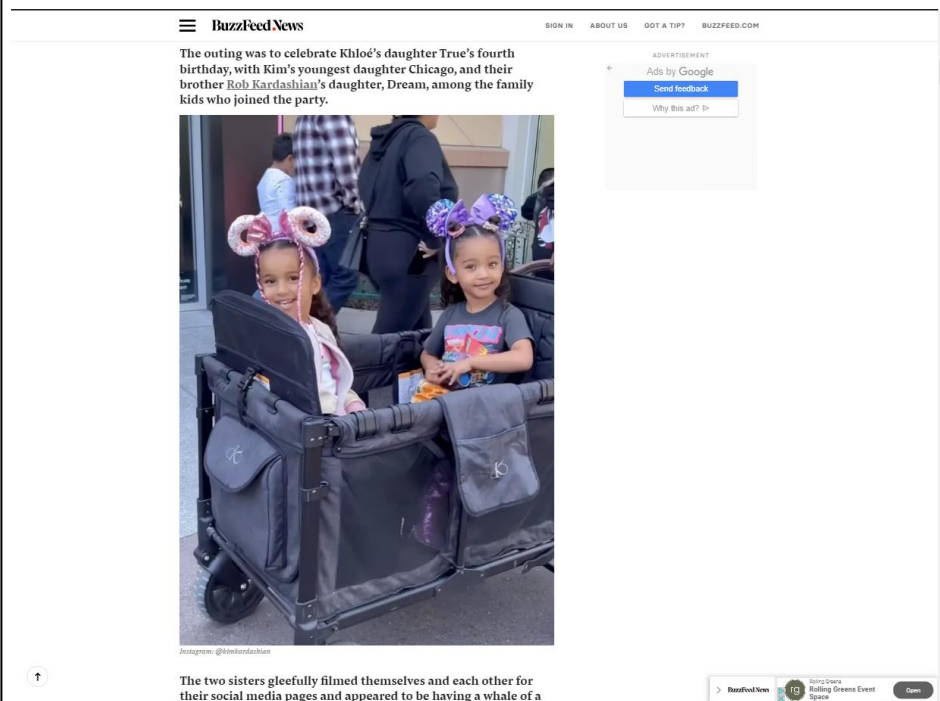 BuzzFeed News
SIGN IN ABOUT US GOT A TIP? BUZZFEED.COM
The outing was to celebrate Khloé’s daughter True’s fourth
birthday, with Kim’s youngest daughter Chicago, and their
brother Rob Kardashian’s daughter, Dream, among the family
kids who joined the party.
ADVERTISEMENT
Ads by Google
Send feedback
Why this ad?
K
K
Instagram: @kimkardashian
The two sisters gleefully filmed themselves and each other for
their social media pages and appeared to be having a whale of a
BuzzFeed News
rg
Rolling Greens
Rolling Greens Event
Space
Open